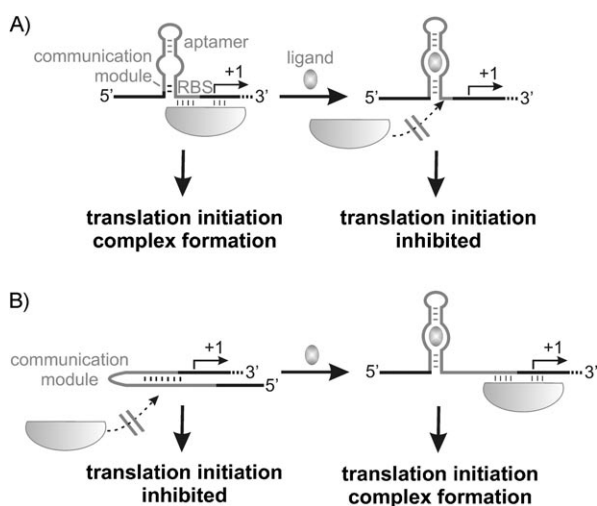 A)
aptamer
communication
module
RBS
+1
5'
3'
ligand
+1
5'
3'
translation initiation
complex formation
translation initiation
inhibited
B)
communication
module
+1
3'
5'
+1
5'
3'
translation initiation
inhibited
translation initiation
complex formation